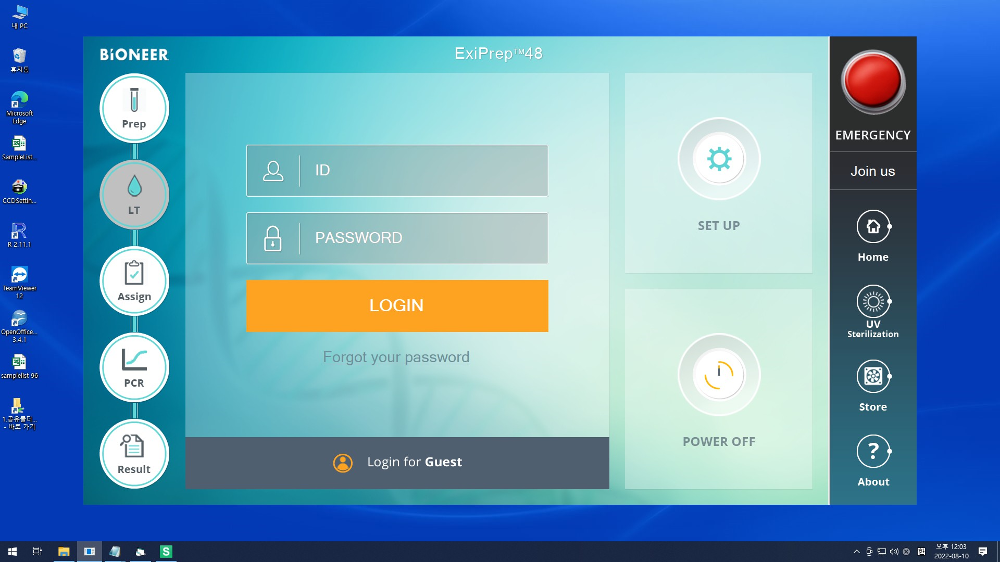 내 PC
휴지통
Microsoft
Edge
SampleList...
CCDSettin...
R 2.11.1
TeamViewer
12
OpenOffice...
3.4.1
samplelist 96
1.공유폴더...
- 바로 가기
BiONEER
ExiPrep™48
Prep
LT
Assign
PCR
Result
ID
PASSWORD
LOGIN
Forgot your password
Login for Guest
SET UP
POWER OFF
EMERGENCY
Join us
Home
UV
Sterilization
Store
?
About
S
한
오후 12:03
2022-08-10